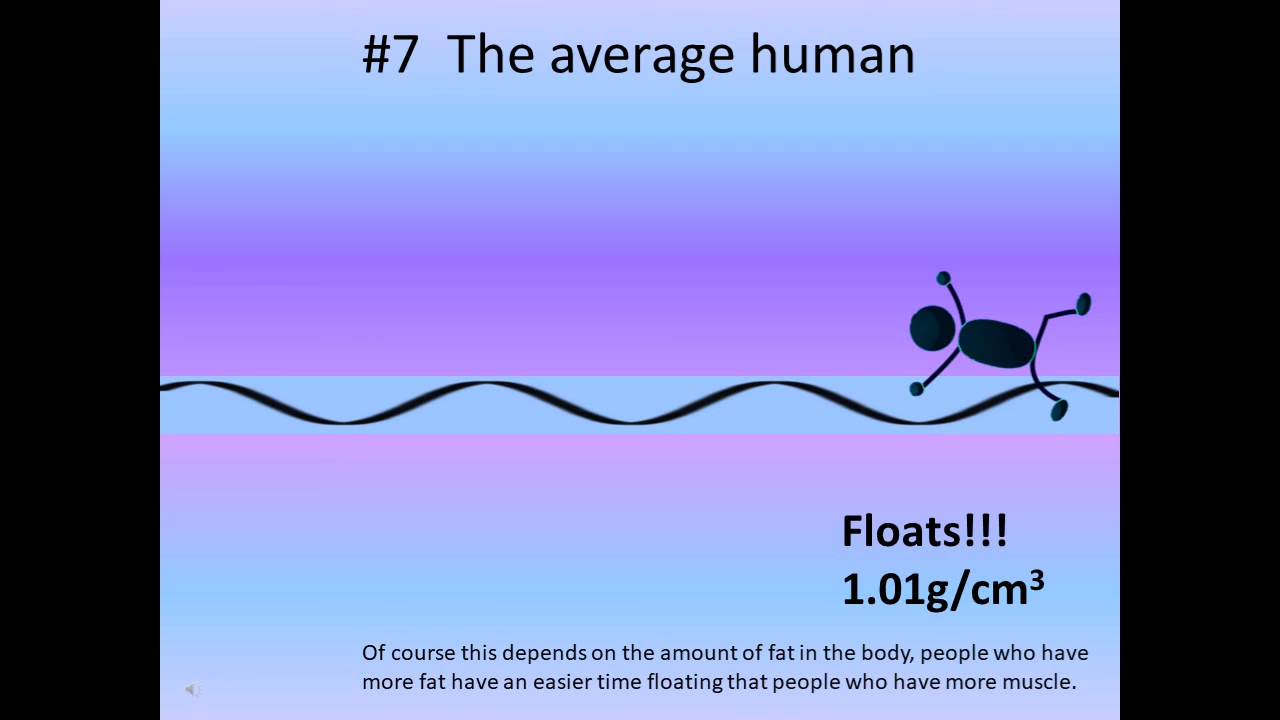 #7 The average human
Floats!!!
1.01g/cm³
Of course this depends on the amount of fat in the body, people who have
more fat have an easier time floating that people who have more muscle.